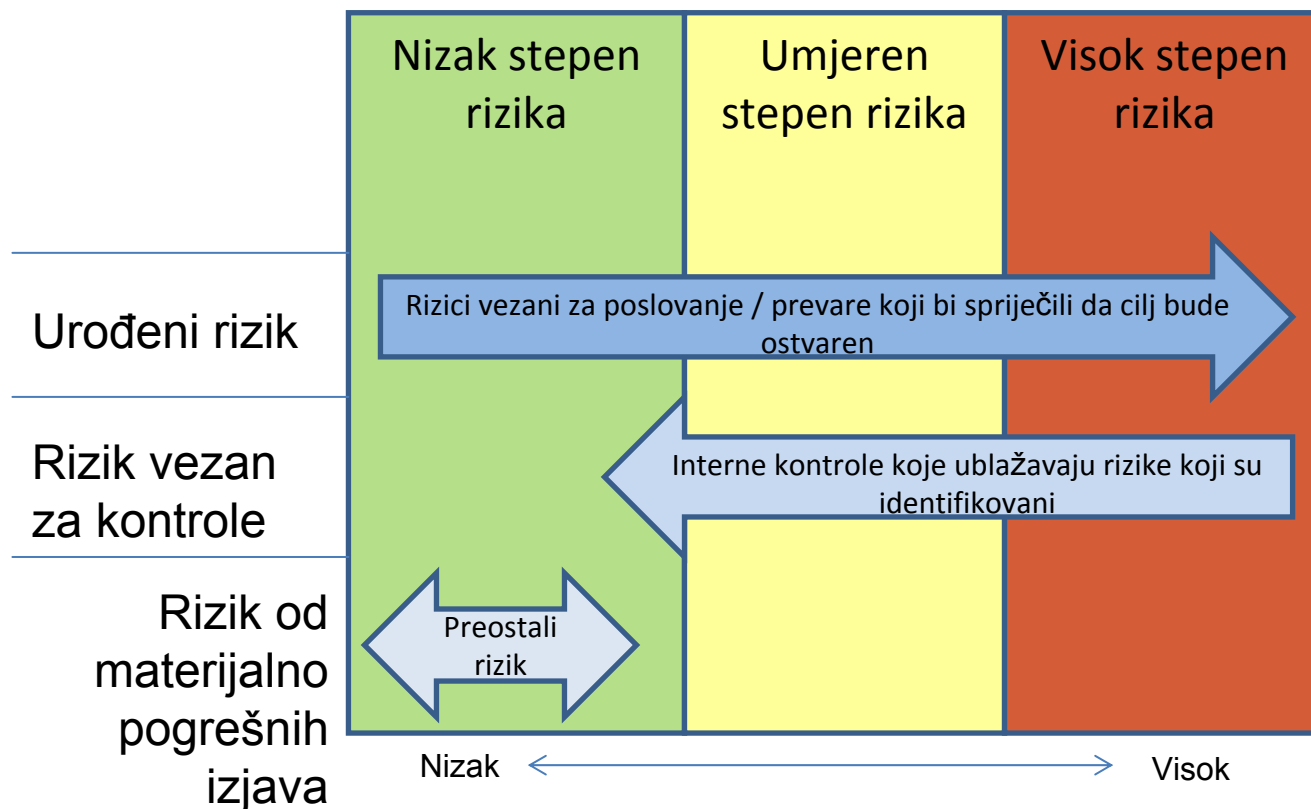 Nizak stepen
rizika
Umjeren
stepen rizika
Visok stepen
rizika
Urođeni rizik
Rizici vezani za poslovanje / prevare koji bi spriječili da cilj bude
ostvaren
Rizik vezan
za kontrole
Interne kontrole koje ublažavaju rizike koji su
identifikovani
Rizik od
materijalno
pogrešnih
izjava
Preostali
rizik
Nizak
Visok